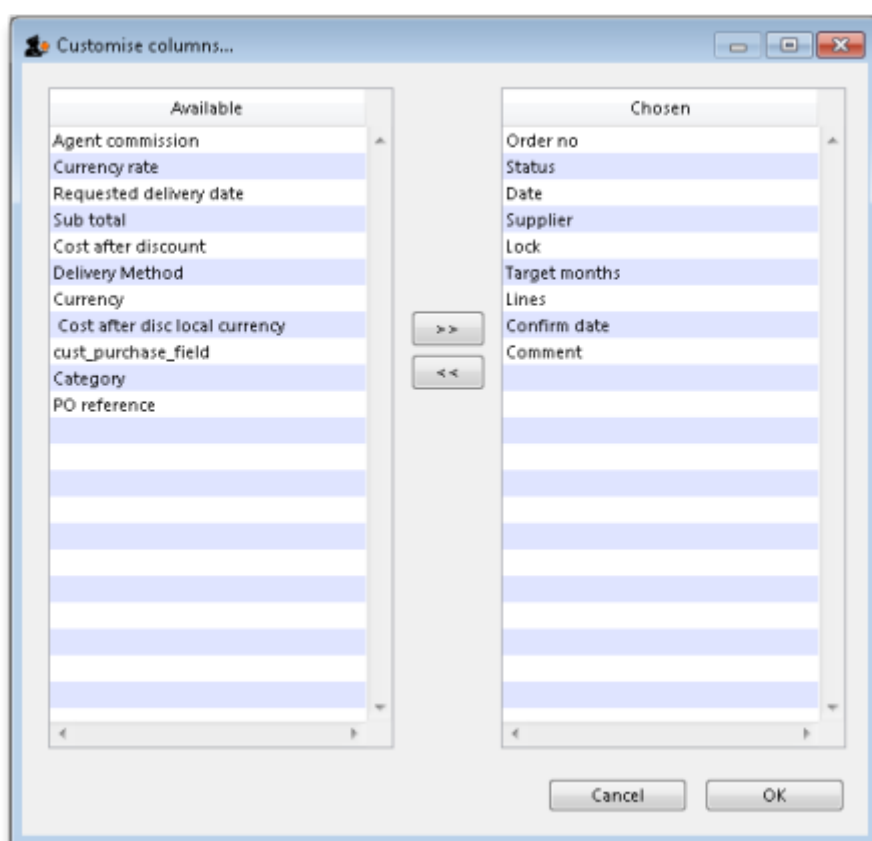 Customise columns...
Available
Agent commission
Currency rate
Requested delivery date
Sub total
Cost after discount
Delivery Method
Currency
Cost after disc local currency
cust_purchase_field
Category
PO reference
>>
<<
Chosen
Order no
Status
Date
Supplier
Lock
Target months
Lines
Confirm date
Comment
Cancel
OK